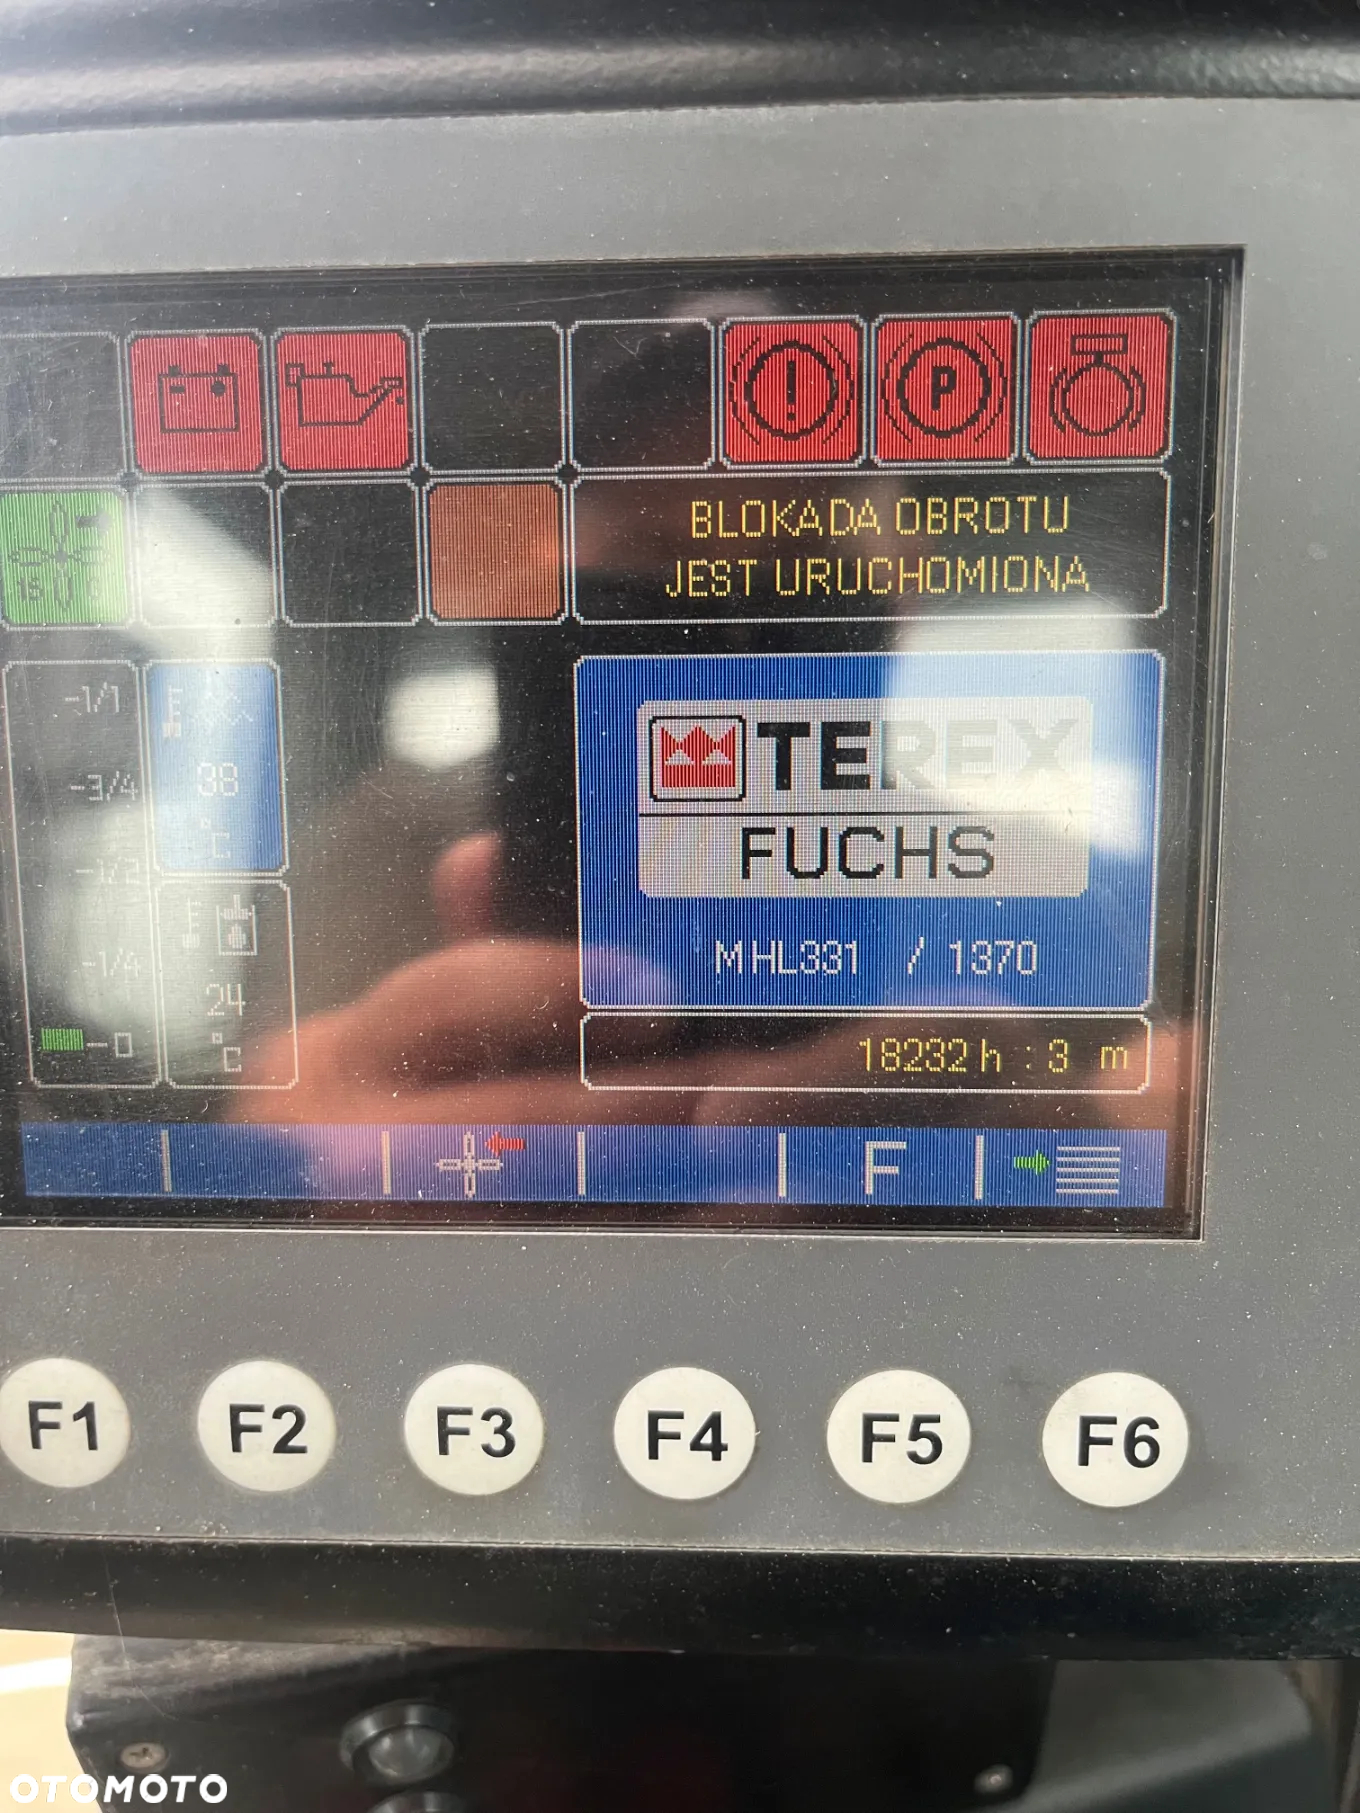 P
BLOKADA OBROTU
JEST URUCHOMIONA
-1/1
-3/4
38
°C
-1/2
-1/4
24
°C
-0
TEREX
FUCHS
MHL331 / 1370
18232 h : 3 m
F
F1 F2 F3 F4 F5 F6
OTOMOTO